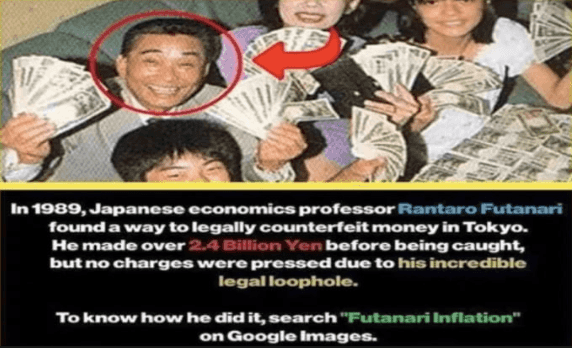 In 1989, Japanese economics professor Rantaro Futanari
found a way to legally counterfeit money in Tokyo.
He made over 2.4 Billion Yen before being caught,
but no charges were pressed due to his incredible
legal loophole.
To know how he did it, search "Futanari Inflation"
on Google Images.